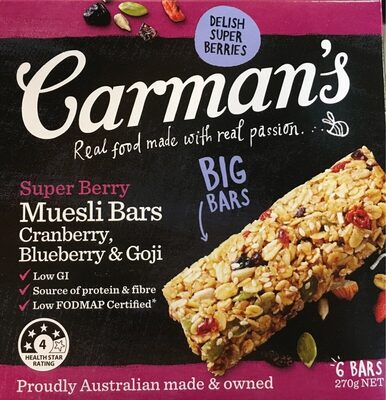 DELISH
SUPER
BERRIES
Carman's
Real food made with real passion...
BIG
BARS
Super Berry
Muesli Bars
Cranberry,
Blueberry & Goji
✓ Low GI
✓ Source of protein & fibre
✓ Low FODMAP Certified*
4
HEALTH STAR
RATING
6 BARS
270g NET
Proudly Australian made & owned